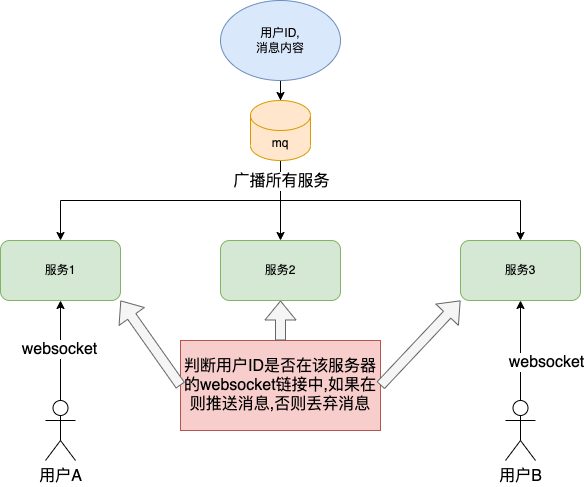 用户ID,
消息内容
mq
广播所有服务
服务1
服务2
服务3
websocket
websocket
判断用户ID是否在该服务器
的websocket链接中,如果在
则推送消息,否则丢弃消息
用户A
用户B